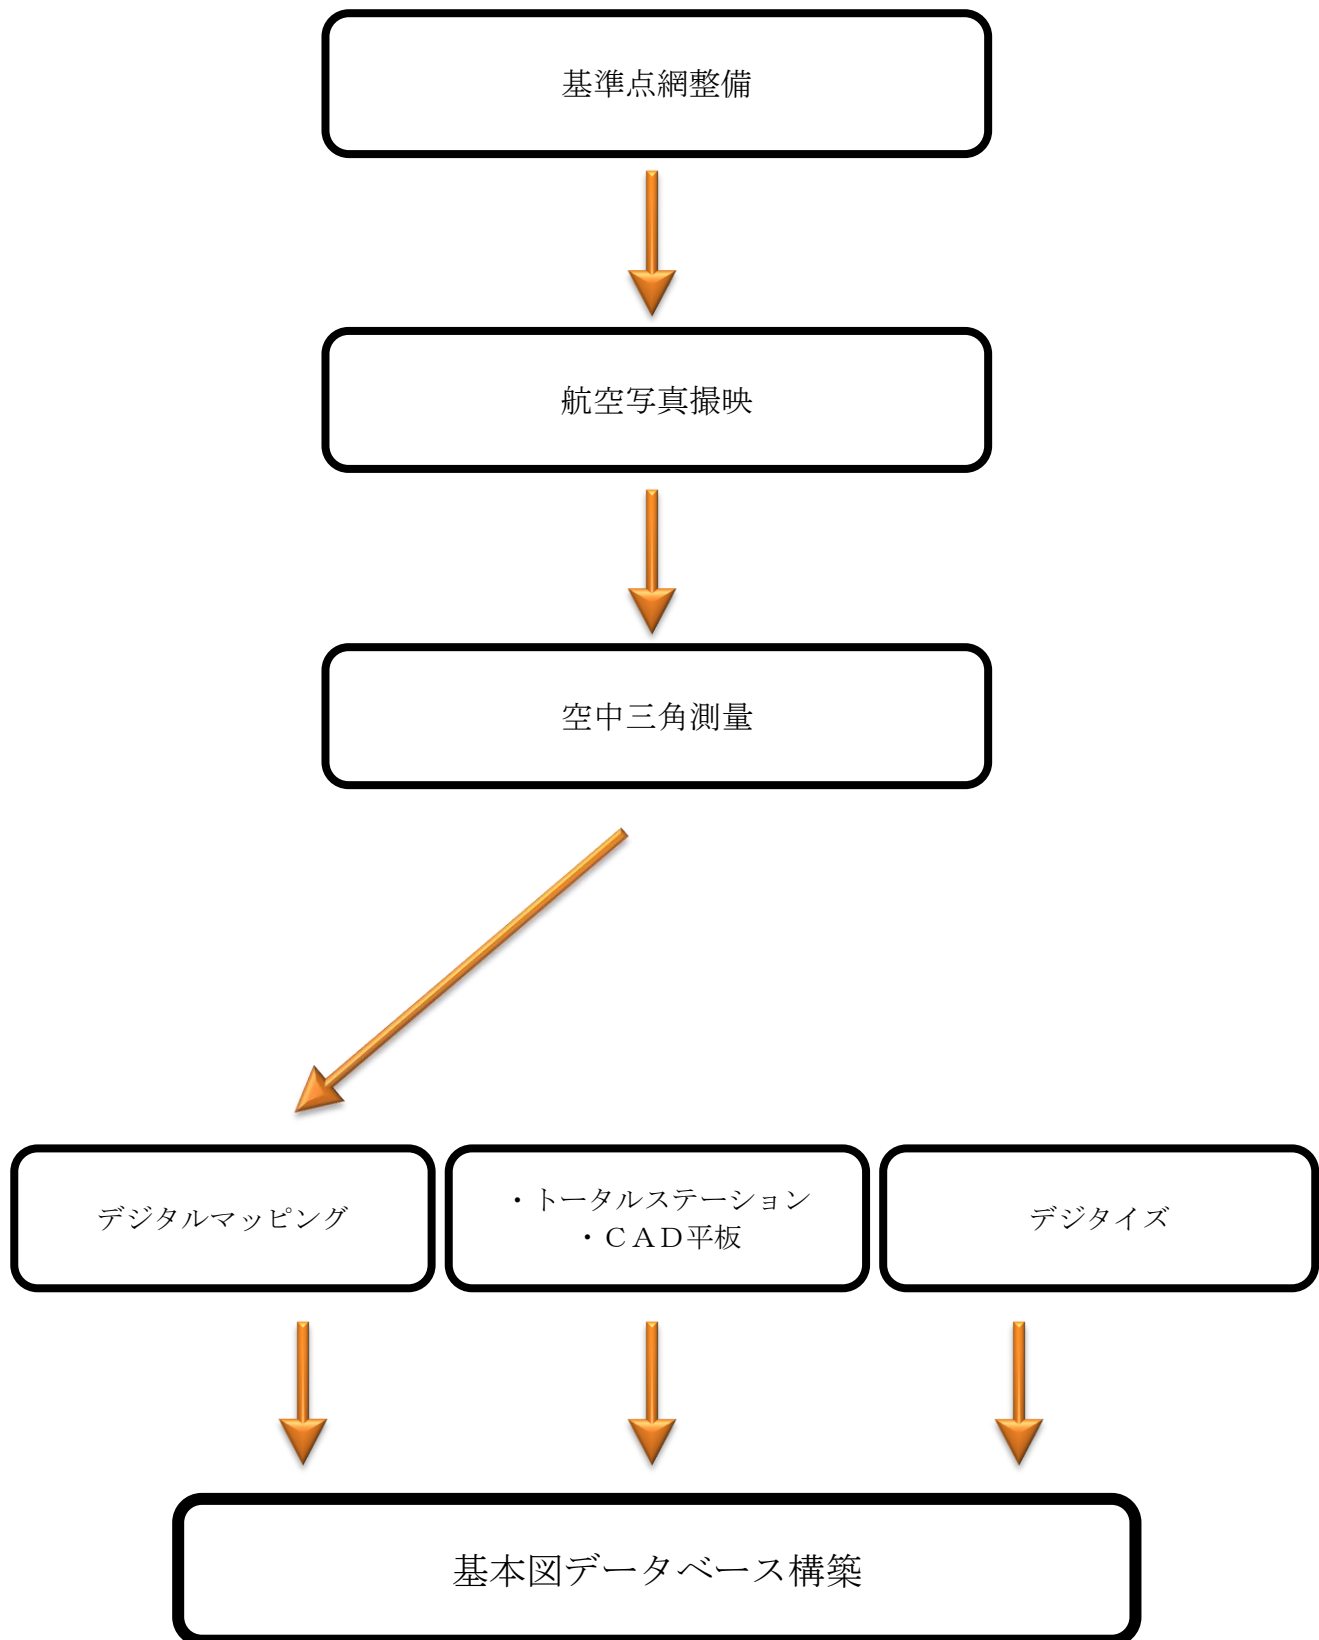 基準点網整備
航空写真撮映
空中三角測量
デジタルマッピング
・トータルステーション
・ＣＡＤ平板
デジタイズ
基本図データベース構築